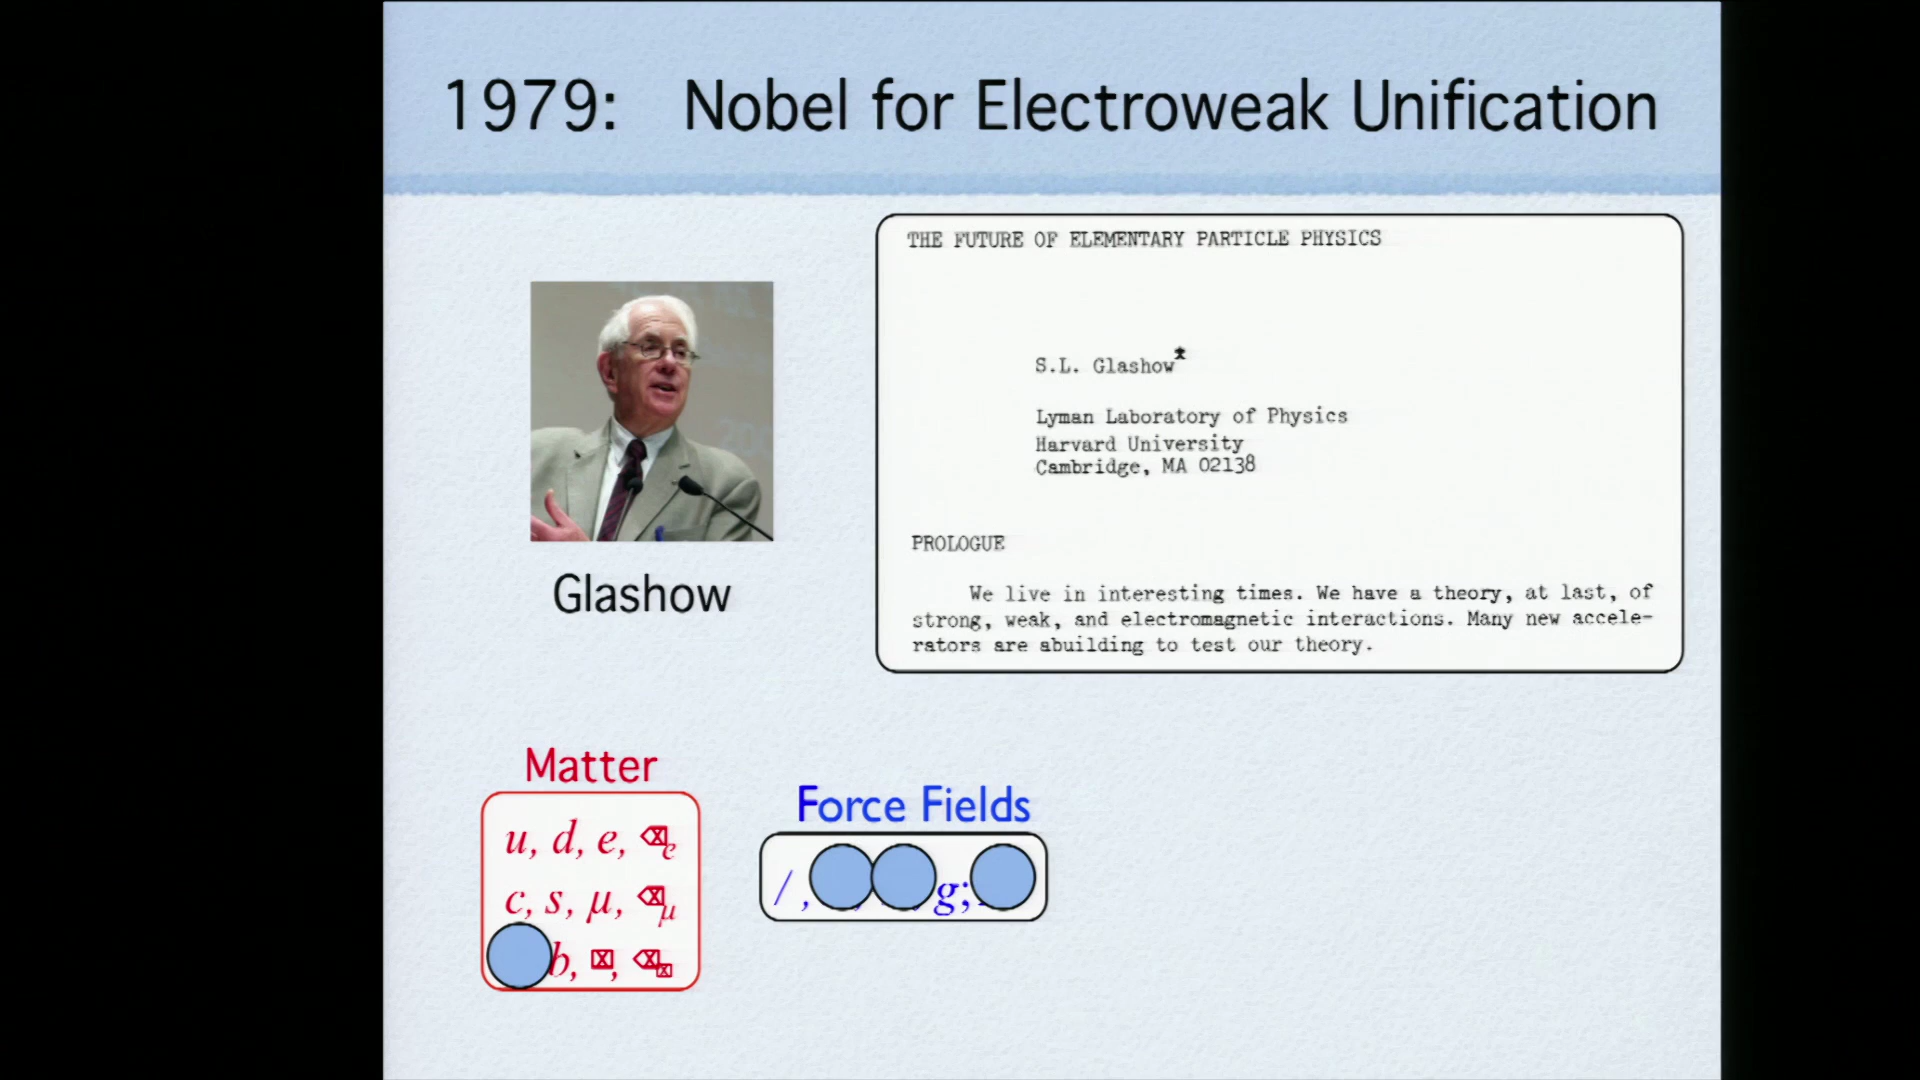 1979: Nobel for Electroweak Unification
THE FUTURE OF ELEMENTARY PARTICLE PHYSICS
S.L. Glashow*
Lyman Laboratory of Physics
Harvard University
Cambridge, MA 02138
PROLOGUE
We live in interesting times. We have a theory, at last, of
strong, weak, and electromagnetic interactions. Many new accele-
rators are abuilding to test our theory.
Glashow
Matter
u, d, e, e
c, s, μ, μ
b, ,
Force Fields
/ , g;